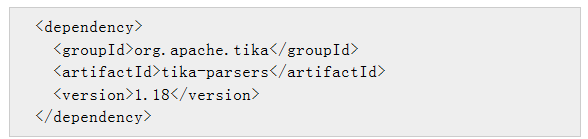 <dependency>
  <groupId>org.apache.tika</groupId>
  <artifactId>tika-parsers</artifactId>
  <version>1.18</version>
</dependency>